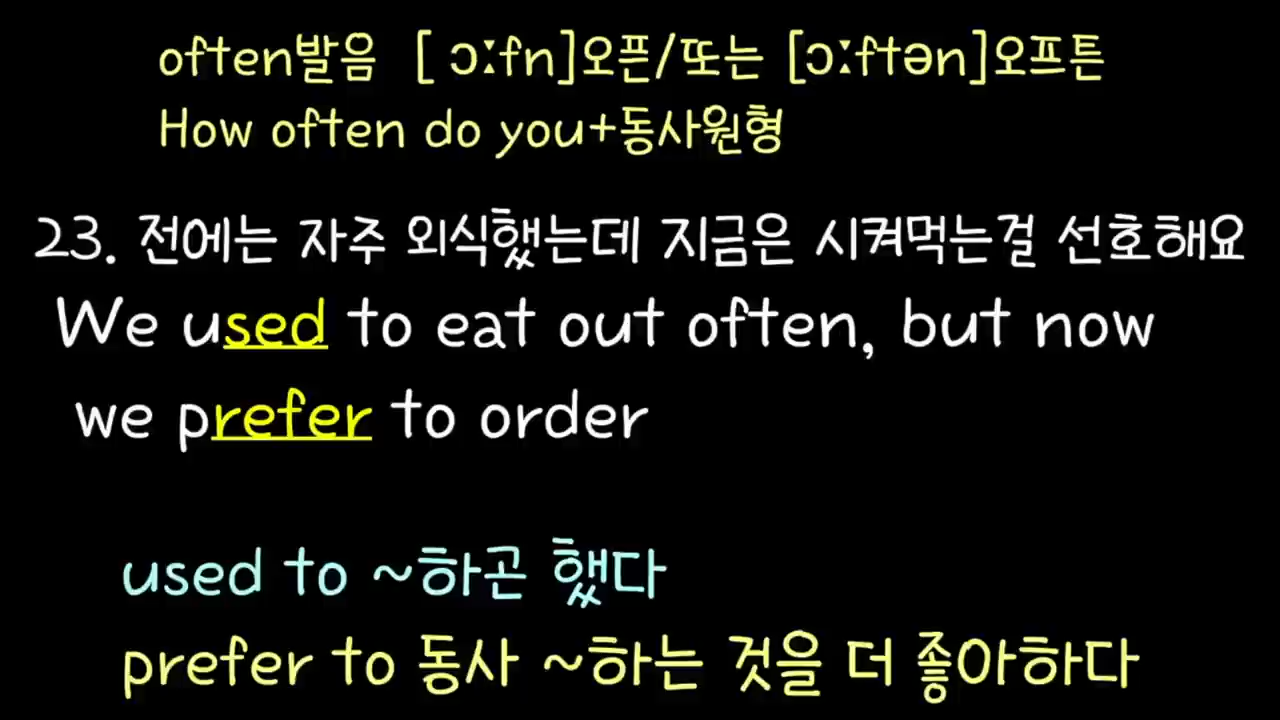 often발음 [ ɔːfn]오픈/또는 [ɔːftən]오프튼
How often do you+동사원형
23. 전에는 자주 외식했는데 지금은 시켜먹는걸 선호해요
We used to eat out often, but now
we prefer to order
used to ~하곤 했다
prefer to 동사 ~하는 것을 더 좋아하다